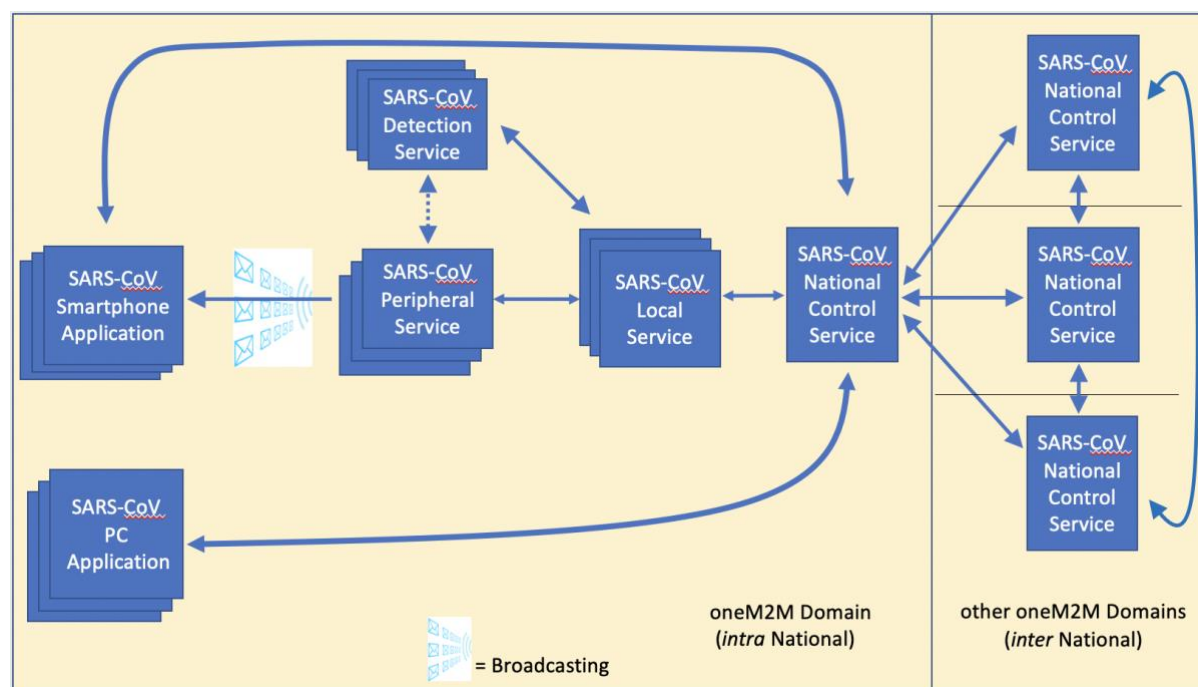 SARS-CoV
Detection
Service
SARS-CoV
Smartphone
Application
SARS-CoV
Peripheral
Service
SARS-CoV
Local
Service
SARS-CoV
National
Control
Service
SARS-CoV
National
Control
Service
SARS-CoV
National
Control
Service
SARS-CoV
National
Control
Service
SARS-CoV
PC
Application
oneM2M Domain
(intra National)
other oneM2M Domains
(inter National)
= Broadcasting